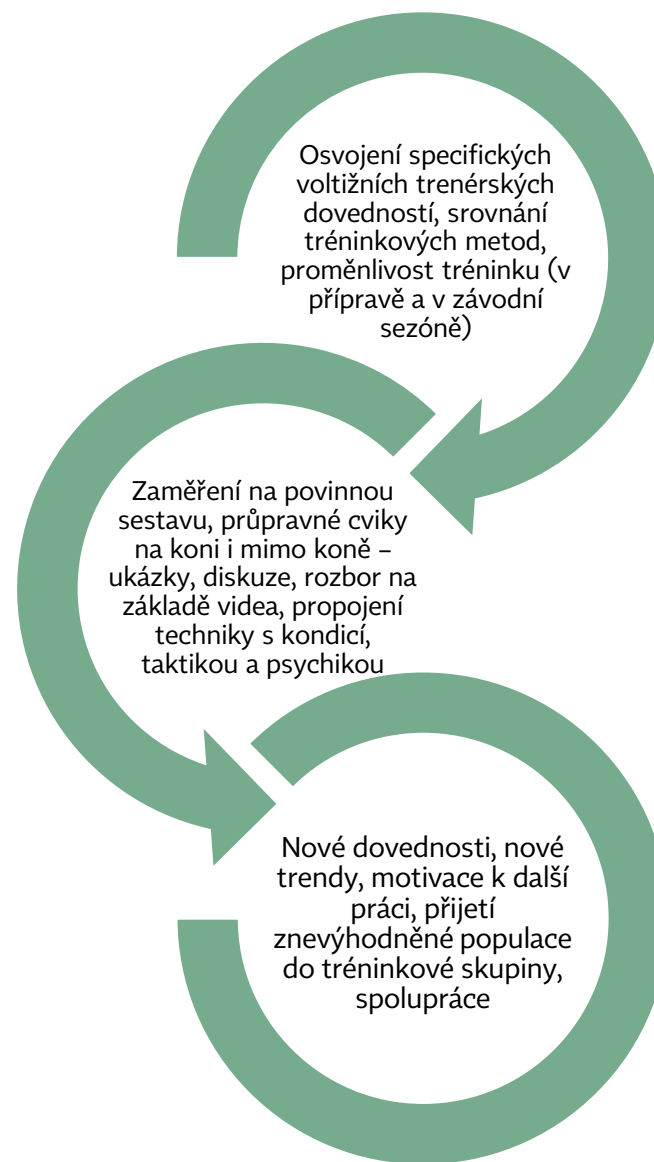 Osvojení specifických
voltižních trenérských
dovedností, srovnání
tréninkových metod,
proměnlivost tréninku (v
přípravě a v závodní
sezóně)
Zaměření na povinnou
sestavu, průpravné cviky
na koni i mimo koně –
ukázky, diskuze, rozbor na
základě videa, propojení
techniky s kondicí,
taktikou a psychikou
Nové dovednosti, nové
trendy, motivace k další
práci, přijetí
znevýhodněné populace
do tréninkové skupiny,
spolupráce